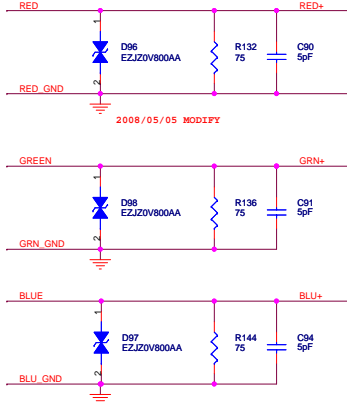 RED RED+
1
D96 R132 C90
EZJZ0V800AA 75 5pF
2
RED_GND
2008/05/05 MODIFY
GREEN GRN+
1
D98 R136 C91
EZJZ0V800AA 75 5pF
2
GRN_GND
BLUE BLU+
1
D97 R144 C94
EZJZ0V800AA 75 5pF
2
BLU_GND